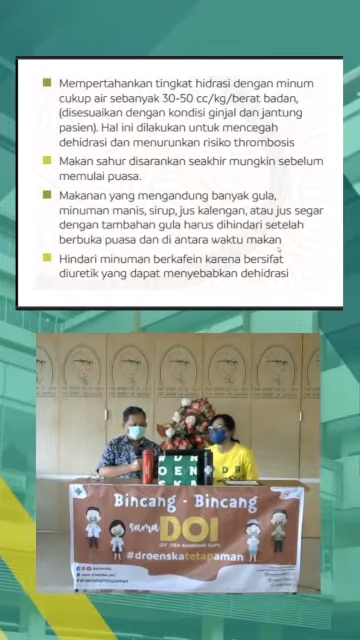 Mempertahankan tingkat hidrasi dengan minum
cukup air sebanyak 30-50 cc/kg/berat badan,
(disesuaikan dengan kondisi ginjal dan jantung
pasien). Hal ini dilakukan untuk mencegah
dehidrasi dan menurunkan risiko thrombosis
Makan sahur disarankan seakhir mungkin sebelum
memulai puasa.
Makanan yang mengandung banyak gula,
minuman manis, sirup, jus kalengan, atau jus segar
dengan tambahan gula harus dihindari setelah
berbuka puasa dan di antara waktu makan
Hindari minuman berkafein karena bersifat
diuretik yang dapat menyebabkan dehidrasi
DR
OEN
SKA
Bincang - Bincang
sama DOI
#droenskatetapaman